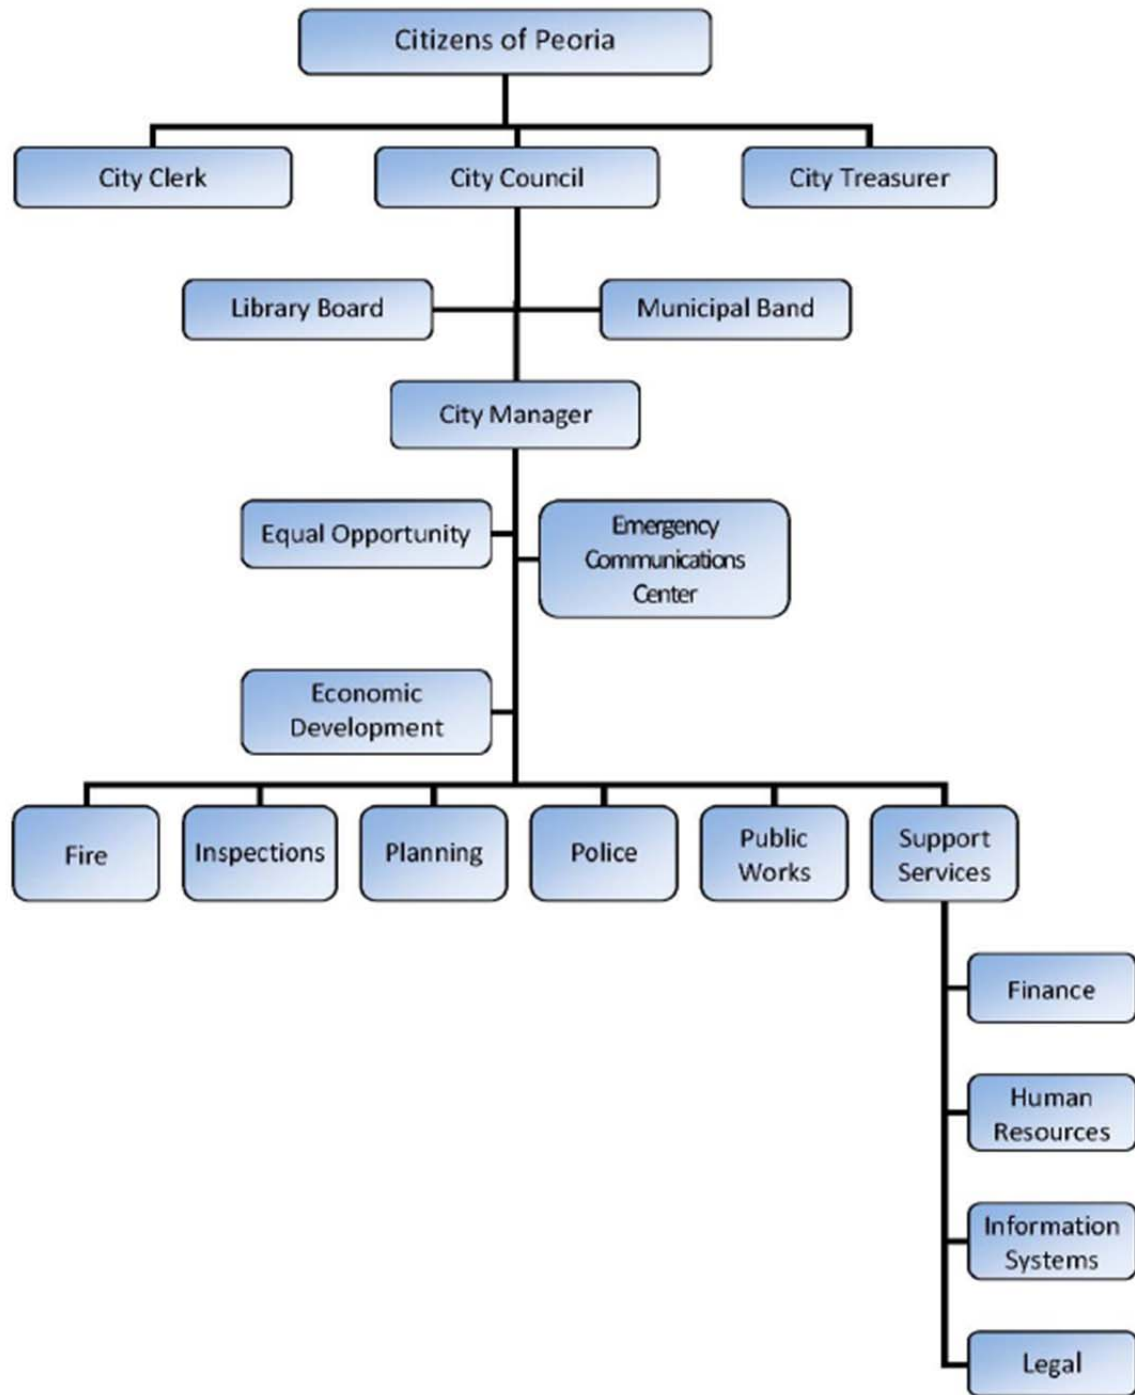 Citizens of Peoria
City Clerk
City Council
City Treasurer
Library Board
Municipal Band
City Manager
Equal Opportunity
Emergency
Communications
Center
Economic
Development
Fire
Inspections
Planning
Police
Public
Works
Support
Services
Finance
Human
Resources
Information
Systems
Legal